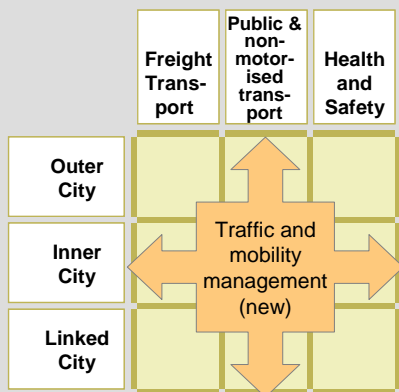 Freight
Trans-
port
Public &
non-
motor-
ised
trans-
port
Health
and
Safety
Outer
City
Inner
City
Linked
City
Traffic and
mobility
management
(new)